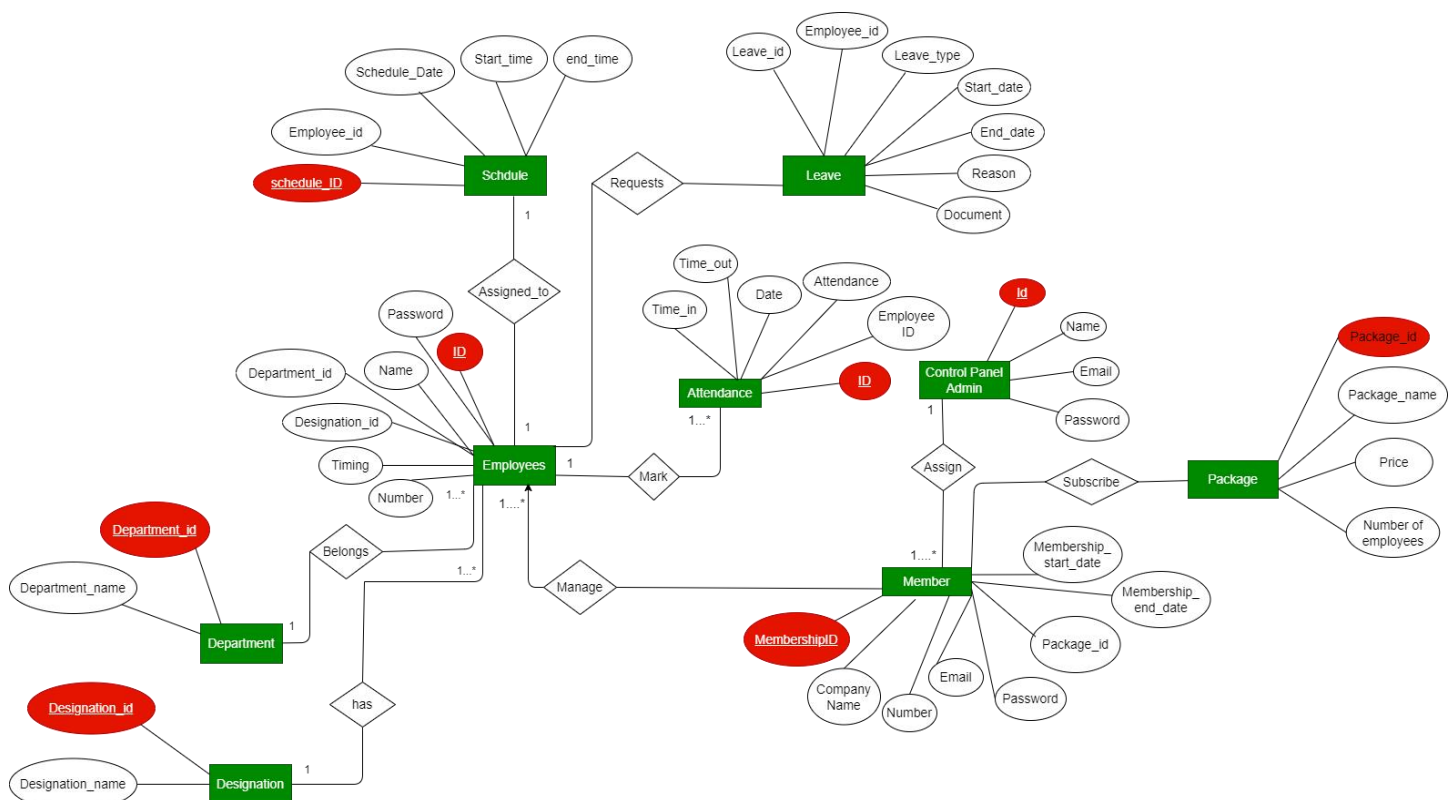 Employee_id
Leave_id
Leave_type
Start_time
end_time
Schedule_Date
Start_date
Employee_id
End_date
schedule_ID
Schdule
Requests
Leave
Reason
Document
1
Time_out
Attendance
Date
Assigned_to
Time_in
Employee
ID
Id
Password
Name
ID
Department_id
Name
Attendance
ID
Control Panel
Admin
Email
Package_id
Package_name
1...*
1
Password
Designation_id
1
Timing
Employees
1
Mark
Assign
Subscribe
Price
Package
Number
1...*
1....*
Number of
employees
Department_id
Belongs
1...*
1....*
Membership_
start_date
Department_name
Manage
Member
Membership_
end_date
1
Department
MembershipID
Package_id
Email
Company
Name
Number
Password
Designation_id
has
1
Designation_name
Designation